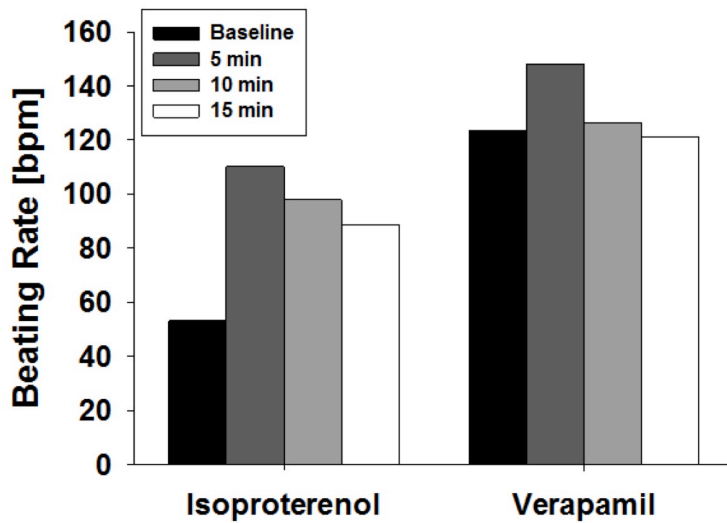 Baseline
5 min
10 min
15 min
Beating Rate [bpm]
160
140
120
100
80
60
40
20
0
Isoproterenol
Verapamil